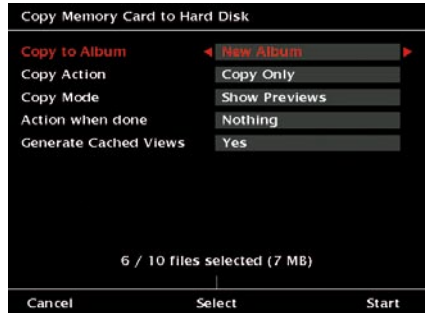 Copy Memory Card to Hard Disk
Copy to Album New Album
Copy Action Copy Only
Copy Mode Show Previews
Action when done Nothing
Generate Cached Views Yes
6 / 10 files selected (7 MB)
Cancel Select Start